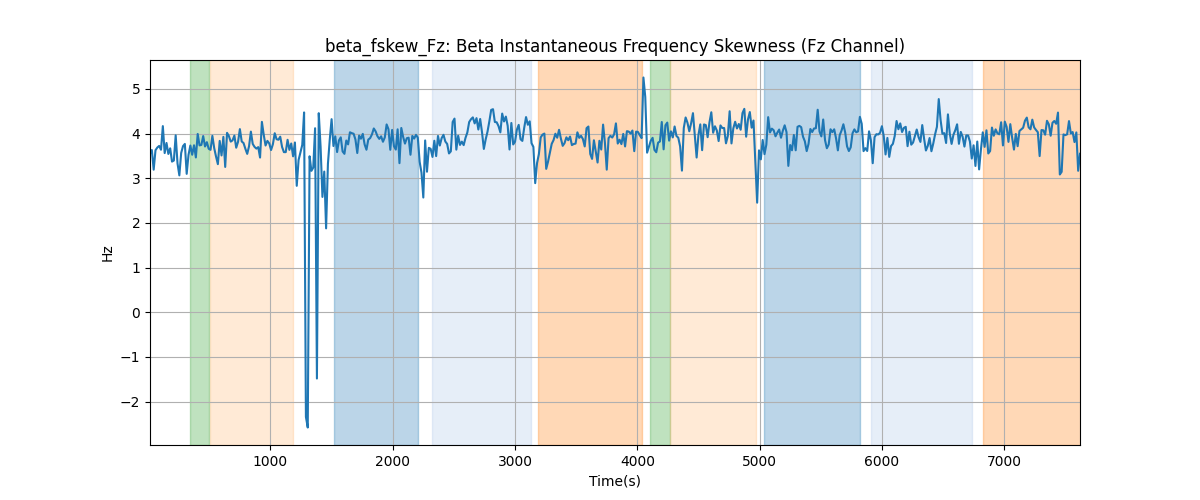 beta_fskew_Fz: Beta Instantaneous Frequency Skewness (Fz Channel)
5
4
3
2
1
0
−1
−2
Hz
1000 2000 3000 4000 5000 6000 7000
Time(s)